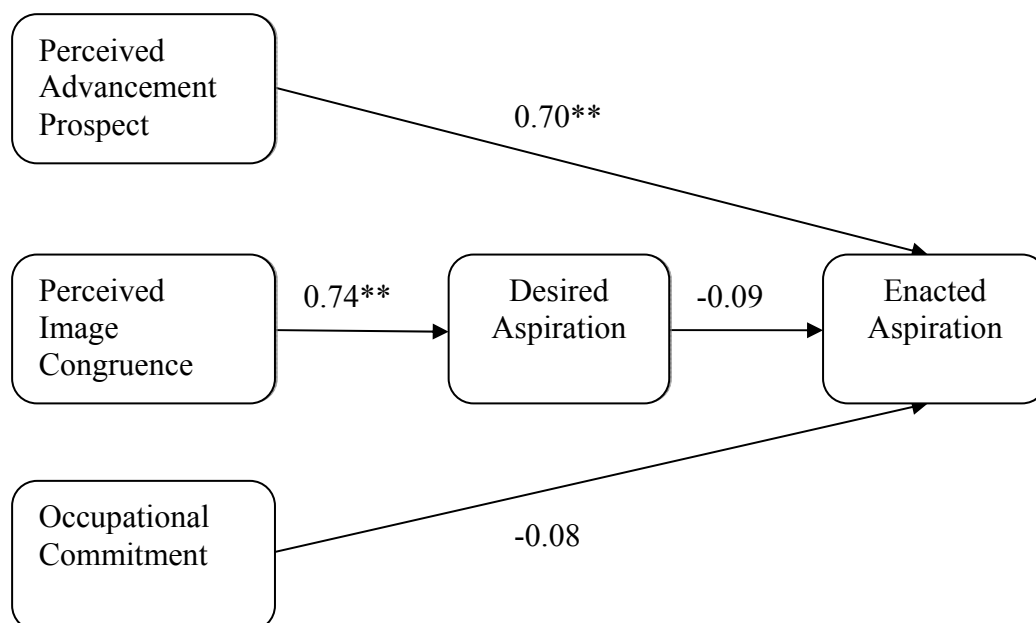 Perceived
Advancement
Prospect
0.70**
Perceived
Image
Congruence
0.74**
Desired
Aspiration
-0.09
Enacted
Aspiration
Occupational
Commitment
-0.08